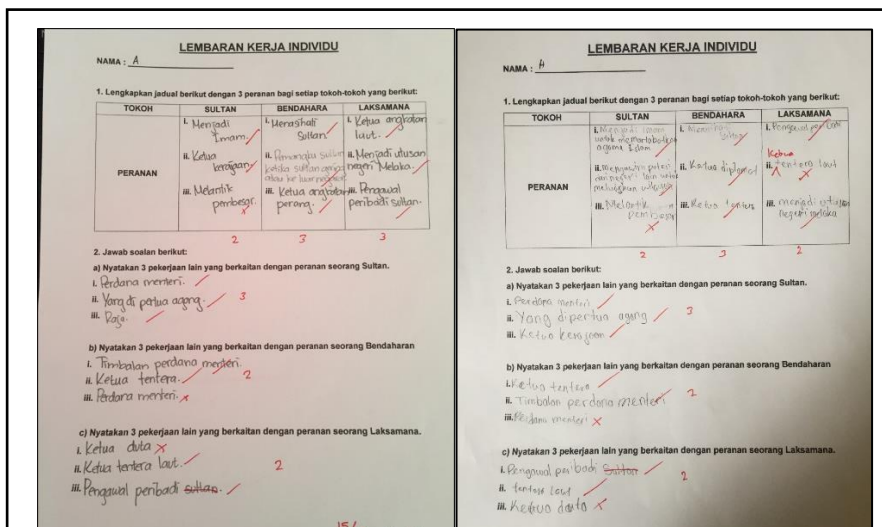 LEMBARAN KERJA INDIVIDU
NAMA : A
1. Lengkapkan jadual berikut dengan 3 peranan bagi setiap tokoh-tokoh yang berikut:
TOKOH SULTAN BENDAHARA LAKSAMANA
PERANAN
i. Menjadi
Imam.
ii. Ketua
kerajaan
iii. Melantik
pembesar.
i. Menasihati
Sultan.
ii. Pemangku Sultan
ketika sultan
atau ke luar negara
iii. Ketua angkatan
perang.
i. Ketua angkatan
laut.
ii. Menjadi utusan
negeri Melaka.
iii. Pengawal
peribadi sultan.
2 3 3
2. Jawab soalan berikut:
a) Nyatakan 3 pekerjaan lain yang berkaitan dengan peranan seorang Sultan.
i. Perdana menteri.
ii. Yang di pertua agong.
iii. Raja.
3
b) Nyatakan 3 pekerjaan lain yang berkaitan dengan peranan seorang Bendaharan
i. Timbalan perdana menteri.
ii. Ketua tentera.
iii. Perdana menteri.
2
c) Nyatakan 3 pekerjaan lain yang berkaitan dengan peranan seorang Laksamana.
i. Ketua duta
ii. Ketua tertera laut.
iii. Pengawal peribadi sultan.
2
15/
LEMBARAN KERJA INDIVIDU
NAMA : A
1. Lengkapkan jadual berikut dengan 3 peranan bagi setiap tokoh-tokoh yang berikut:
TOKOH SULTAN BENDAHARA LAKSAMANA
PERANAN
i. Menjadi imam
untuk memartabatkan
agama Islam
ii.
dan negeri lain untuk
meluaskan
iii. Melantik
Pembesar
i.
Sultan
ii. Ketua diplomat
iii. Ketua tentera
i. Pengawal peribadi
Ketua
ii. tentera laut
iii. menjadi utusan
negeri melaka
2 3 2
2. Jawab soalan berikut:
a) Nyatakan 3 pekerjaan lain yang berkaitan dengan peranan seorang Sultan.
i. Perdana menteri
ii. Yang dipertua agong
iii. Ketua kerajaan
3
b) Nyatakan 3 pekerjaan lain yang berkaitan dengan peranan seorang Bendaharan
i. Ketua tentera
ii. Timbalan perdana menteri
iii. Perdana menteri
2
c) Nyatakan 3 pekerjaan lain yang berkaitan dengan peranan seorang Laksamana.
i. Pengawal peribadi Sultan
ii. tentera laut
iii. Ketua
2